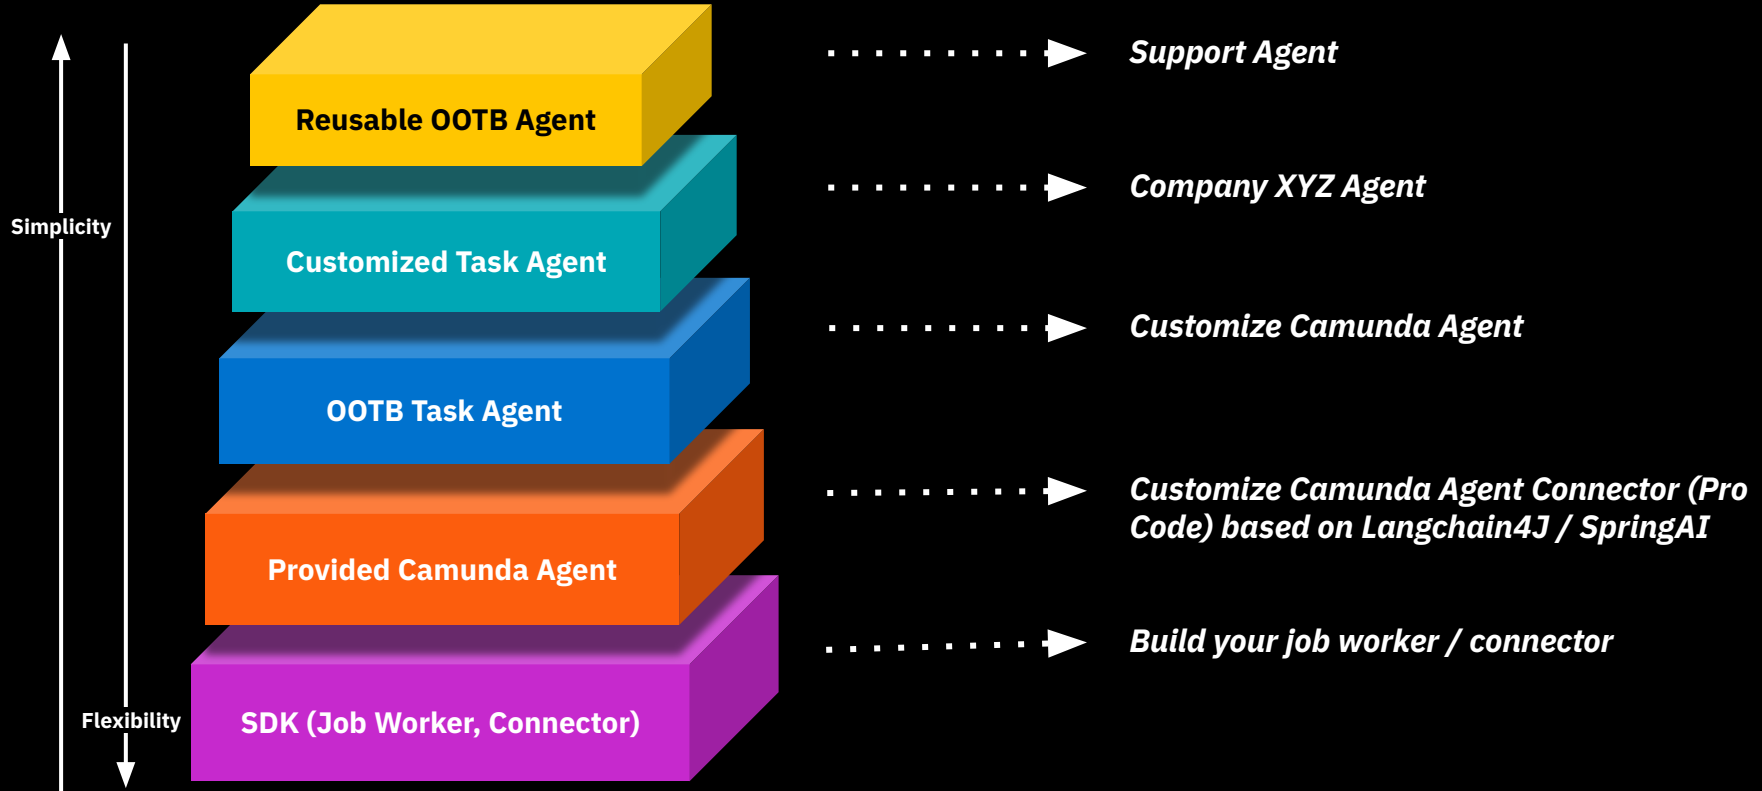 Reusable OOTB Agent
Support Agent
Customized Task Agent
Company XYZ Agent
Simplicity
OOTB Task Agent
Customize Camunda Agent
Provided Camunda Agent
Customize Camunda Agent Connector (Pro
Code) based on Langchain4J / SpringAI
Flexibility
SDK (Job Worker, Connector)
Build your job worker / connector